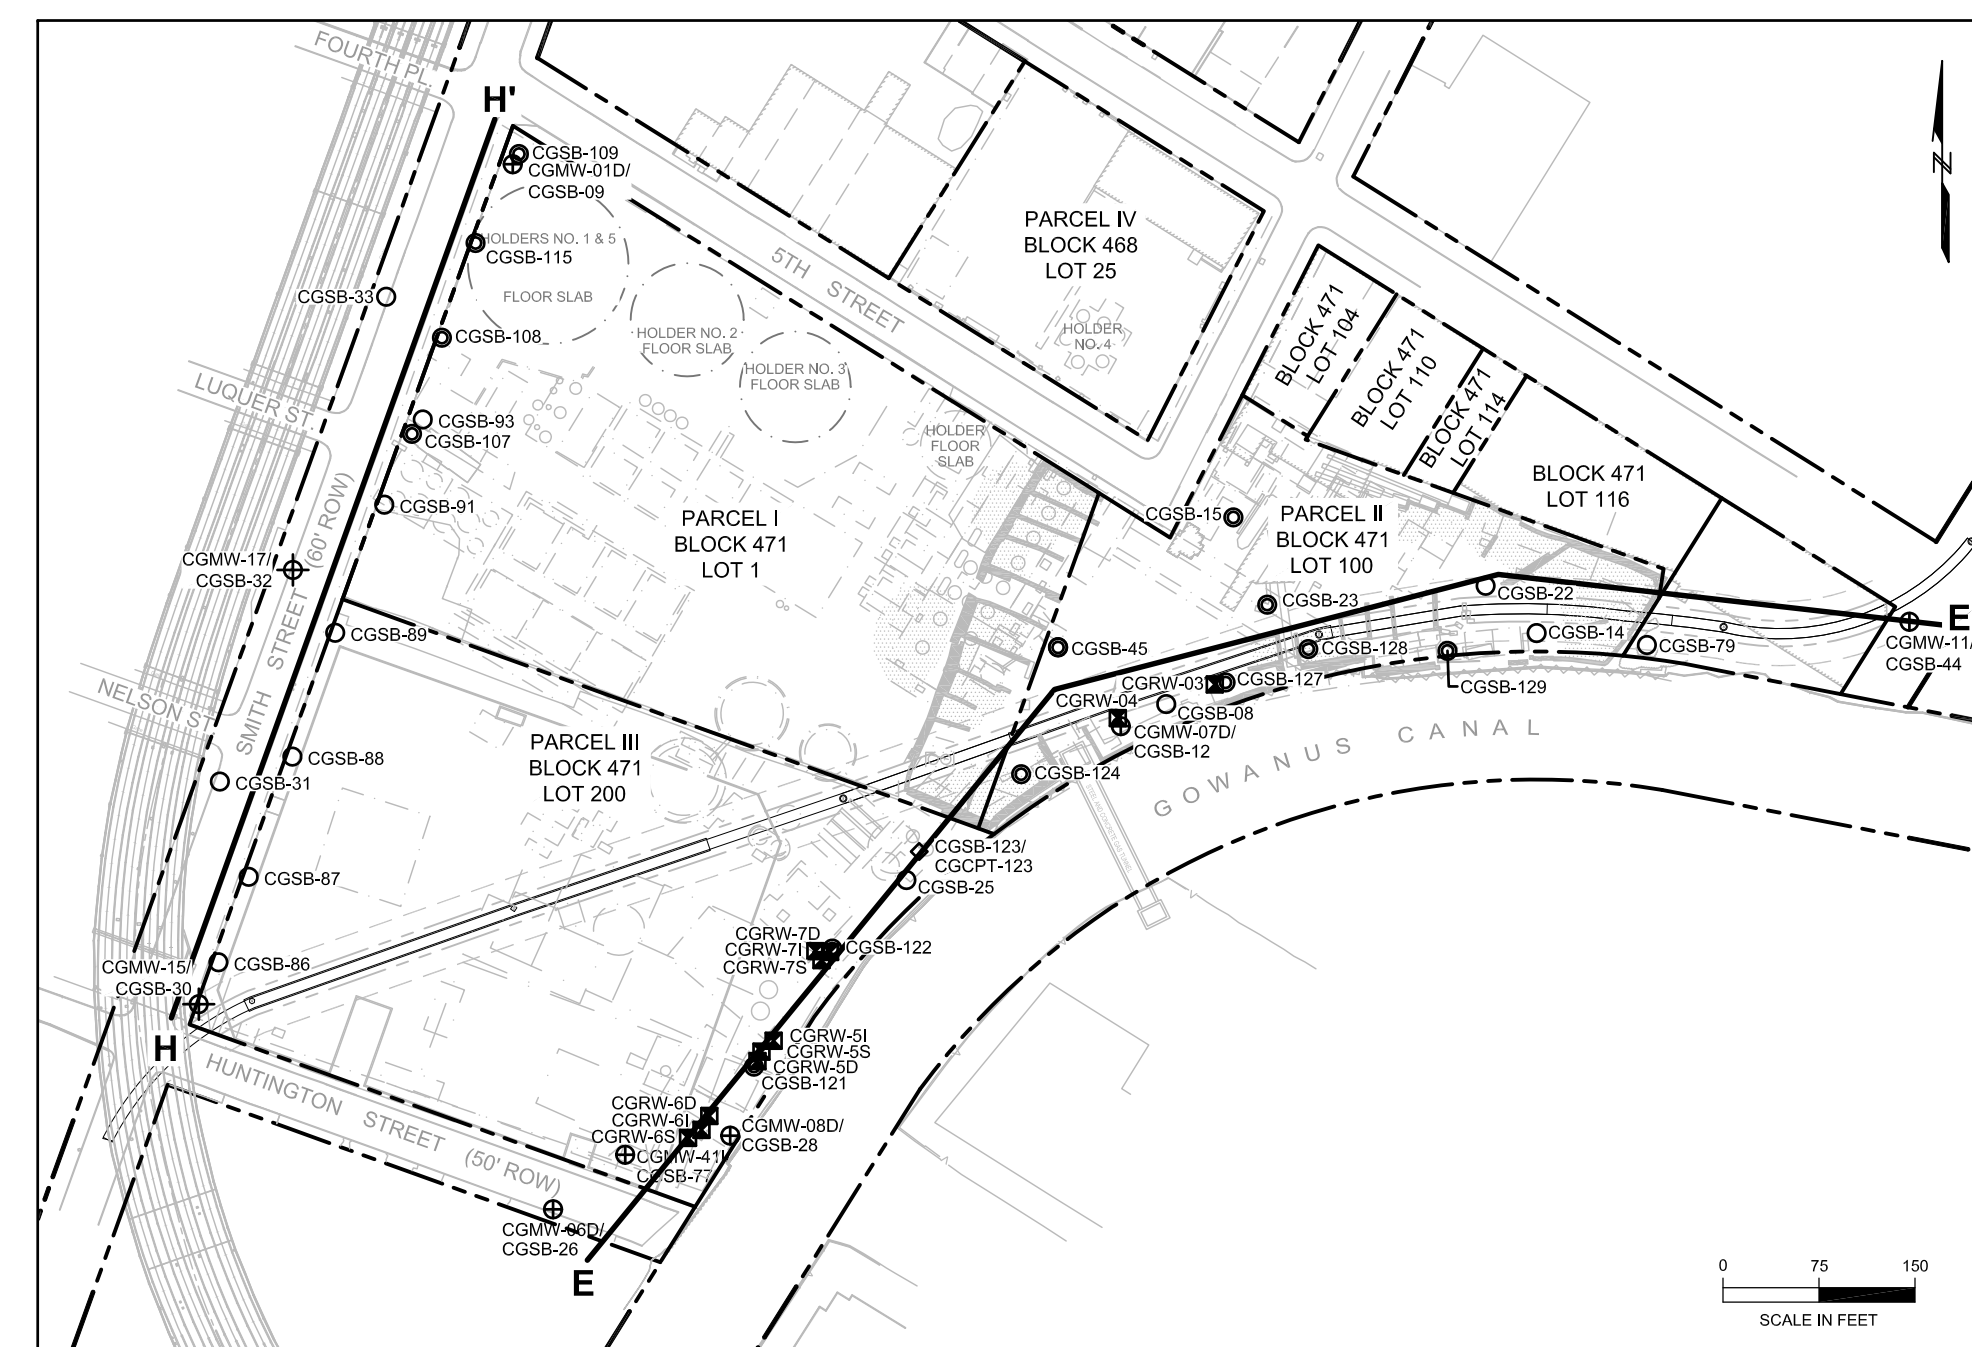 FOURTH PL.
H'
CGSB-109
CGMW-01D/
CGSB-09
HOLDERS NO. 1 & 5
CGSB-115
FLOOR SLAB
CGSB-33
CGSB-108
HOLDER NO. 2
FLOOR SLAB
HOLDER NO. 3
FLOOR SLAB
5TH STREET
PARCEL IV
BLOCK 468
LOT 25
HOLDER
NO. 4
BLOCK 471
LOT 104
BLOCK 471
LOT 110
BLOCK 471
LOT 114
BLOCK 471
LOT 116
N
LUQUER ST.
CGSB-93
CGSB-107
HOLDER
FLOOR
SLAB
CGSB-91
PARCEL I
BLOCK 471
LOT 1
CGSB-15
PARCEL II
BLOCK 471
LOT 100
CGMW-17/
CGSB-32
SMITH STREET (60' ROW)
CGSB-89
CGSB-23
CGSB-22
CGSB-45
CGSB-128
CGSB-14
CGSB-79
E
CGMW-11/
CGSB-44
CGRW-03
CGSB-127
CGSB-129
CGRW-04
CGSB-08
CGMW-07D/
CGSB-12
NELSON ST.
CGSB-88
CGSB-31
PARCEL III
BLOCK 471
LOT 200
CGSB-124
GOWANUS CANAL
CGSB-123/
CGCPT-123
CGSB-25
CGSB-87
CGRW-7D
CGRW-7I
CGRW-7S
CGSB-122
CGSB-86
CGMW-15/
CGSB-30
H
CGRW-5I
CGRW-5S
CGRW-5D
CGSB-121
HUNTINGTON STREET (50' ROW)
CGRW-6D
CGRW-6I
CGRW-6S
CGMW-08D/
CGSB-28
CGMW-41I
CGSB-77
CGMW-06D/
CGSB-26
E
0 75 150
SCALE IN FEET